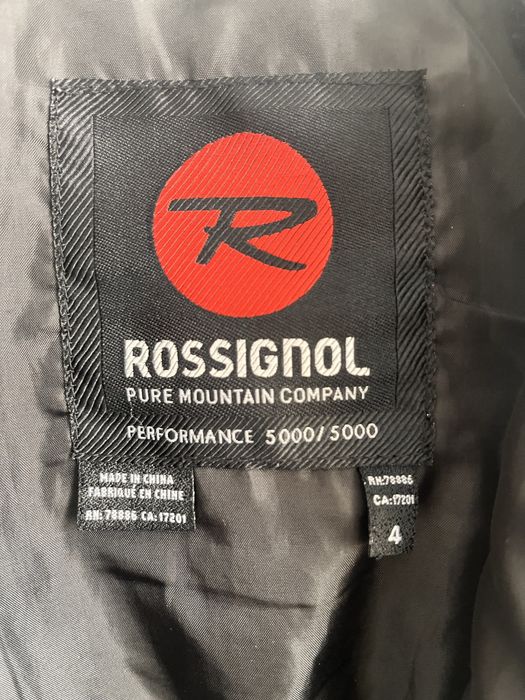 R
ROSSIGNOL
PURE MOUNTAIN COMPANY
PERFORMANCE 5000/5000
MADE IN CHINA
FABRIQUÉ EN CHINE
RN: 78886 CA:17201
RN:78886
CA:17201
4